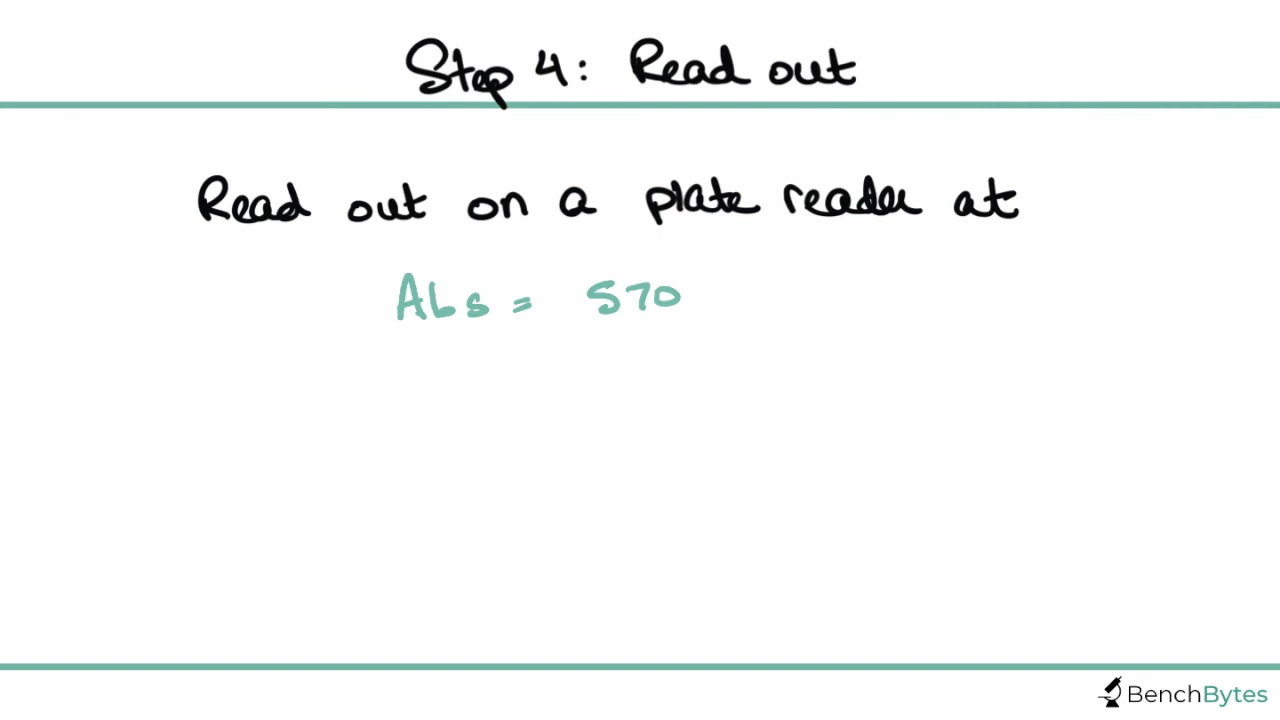 Step 4: Read out
Read out on a plate reader at
Abs = 570
BenchBytes